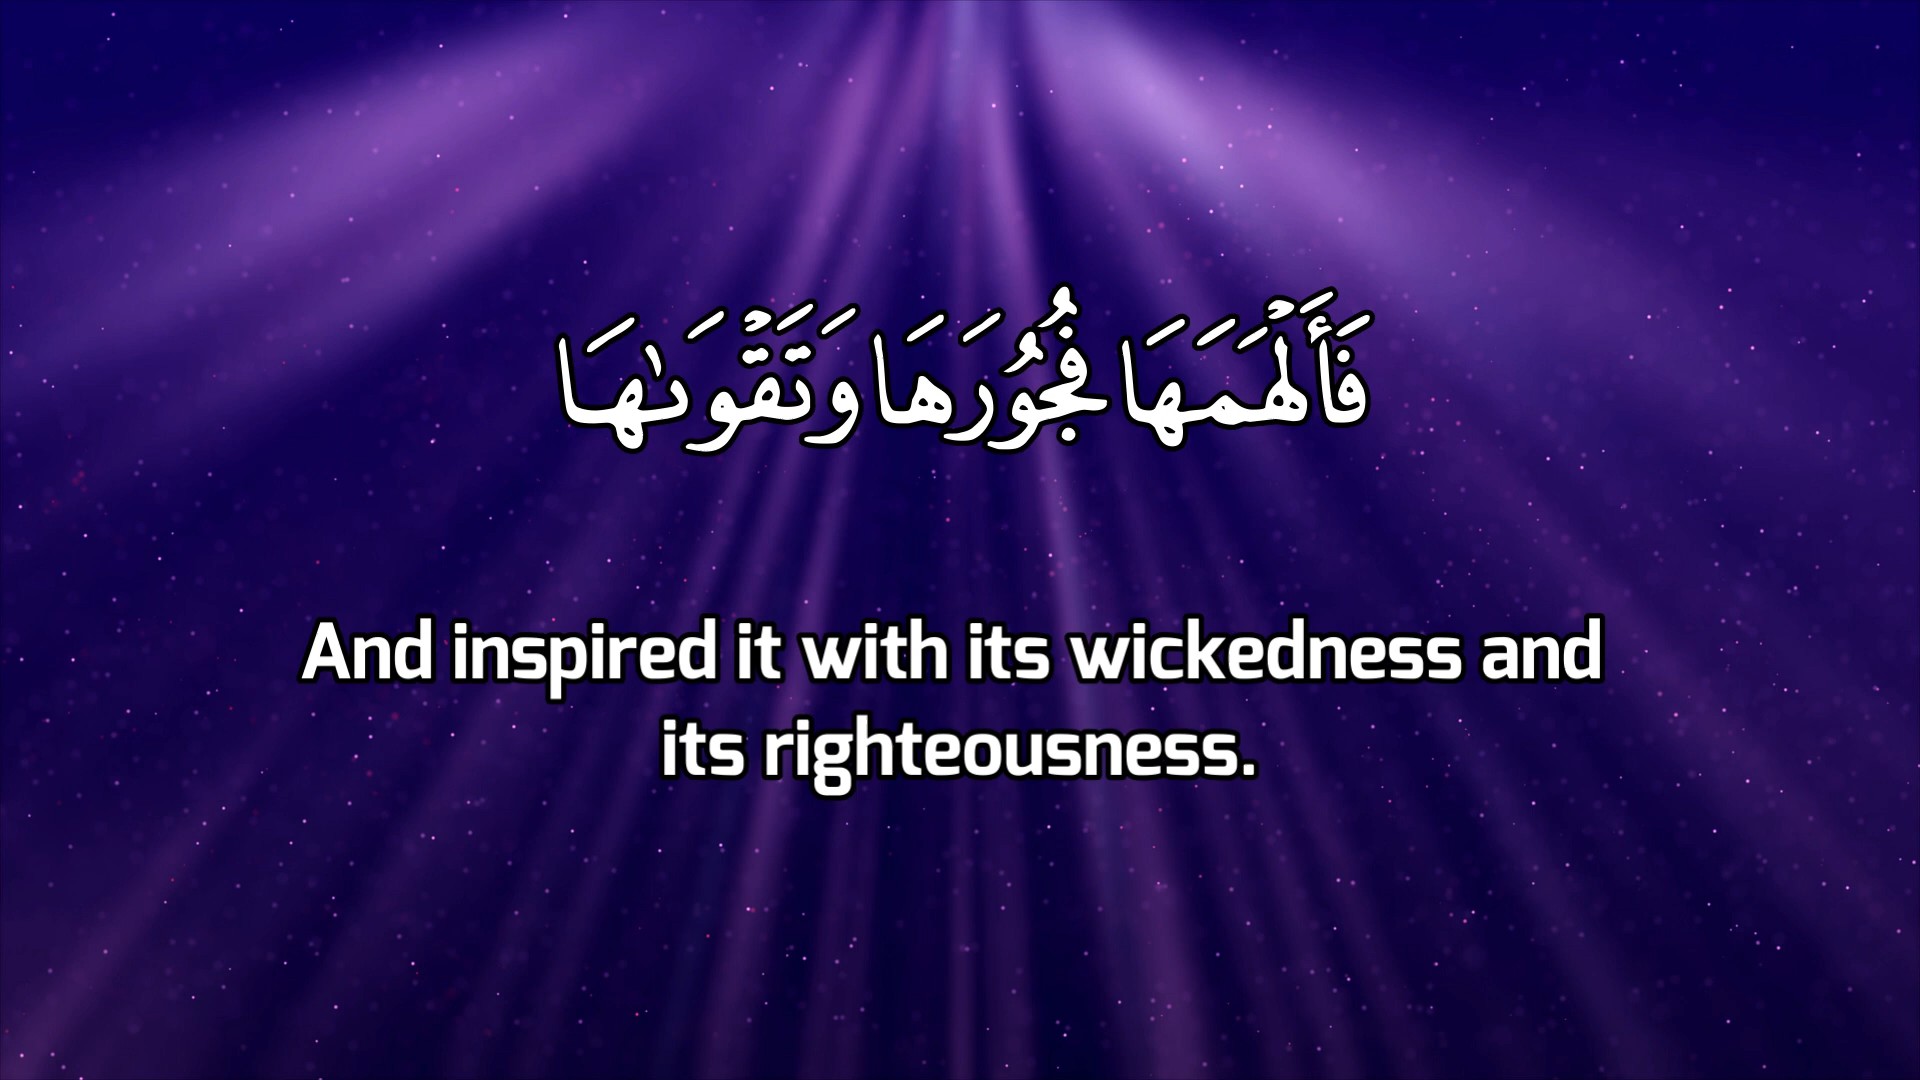 فَأَلْهَمَهَا فُجُورَهَا وَتَقْوَىٰهَا
And inspired it with its wickedness and
its righteousness.